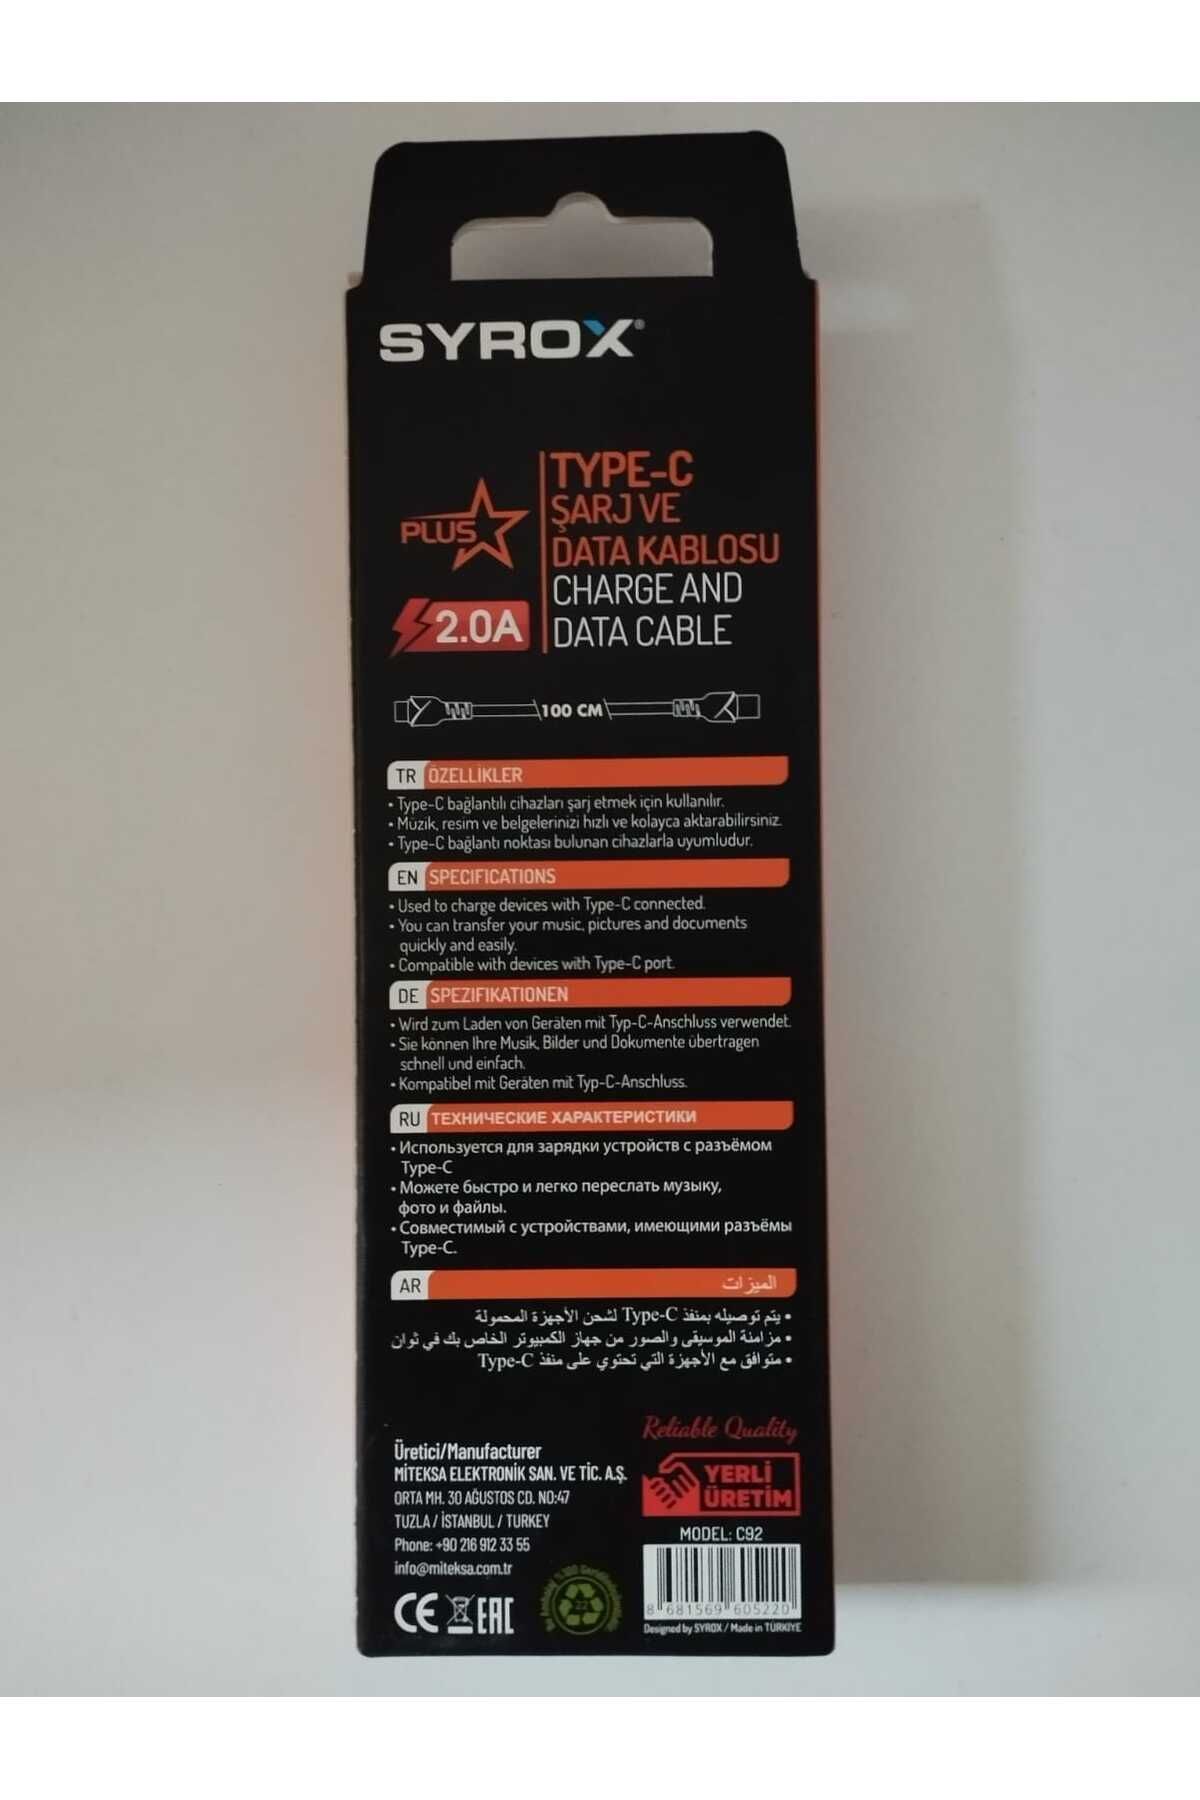 SYROX®
PLUS
2.0A
TYPE-C
ŞARJ VE
DATA KABLOSU
CHARGE AND
DATA CABLE
100 CM
TR ÖZELLİKLER
• Type-C bağlantılı cihazları şarj etmek için kullanılır.
• Müzik, resim ve belgelerinizi hızlı ve kolayca aktarabilirsiniz.
• Type-C bağlantı noktası bulunan cihazlarla uyumludur.
EN SPECIFICATIONS
• Used to charge devices with Type-C connected.
• You can transfer your music, pictures and documents
quickly and easily.
• Compatible with devices with Type-C port.
DE SPEZIFIKATIONEN
• Wird zum Laden von Geräten mit Typ-C-Anschluss verwendet.
• Sie können Ihre Musik, Bilder und Dokumente übertragen
schnell und einfach.
• Kompatibel mit Geräten mit Typ-C-Anschluss.
RU ТЕХНИЧЕСКИЕ ХАРАКТЕРИСТИКИ
• Используется для зарядки устройств с разъёмом
Type-C
• Можете быстро и легко переслать музыку,
фото и файлы.
• Совместимый с устройствами, имеющими разъёмы
Type-C.
AR الميزات
• يتم توصيله بمنفذ Type-C لشحن الأجهزة المحمولة
• مزامنة الموسيقى والصور من جهاز الكمبيوتر الخاص بك في ثوان
• متوافق مع الأجهزة التي تحتوي على منفذ Type-C
Üretici/Manufacturer
MİTEKSA ELEKTRONİK SAN. VE TİC. A.Ş.
ORTA MH. 30 AĞUSTOS CD. NO:47
TUZLA / İSTANBUL / TURKEY
Phone: +90 216 912 33 55
info@miteksa.com.tr
CE EAC
22
Reliable Quality
YERLİ
ÜRETİM
MODEL: C92
8 681569 605220
Designed by SYROX / Made in TÜRKİYE